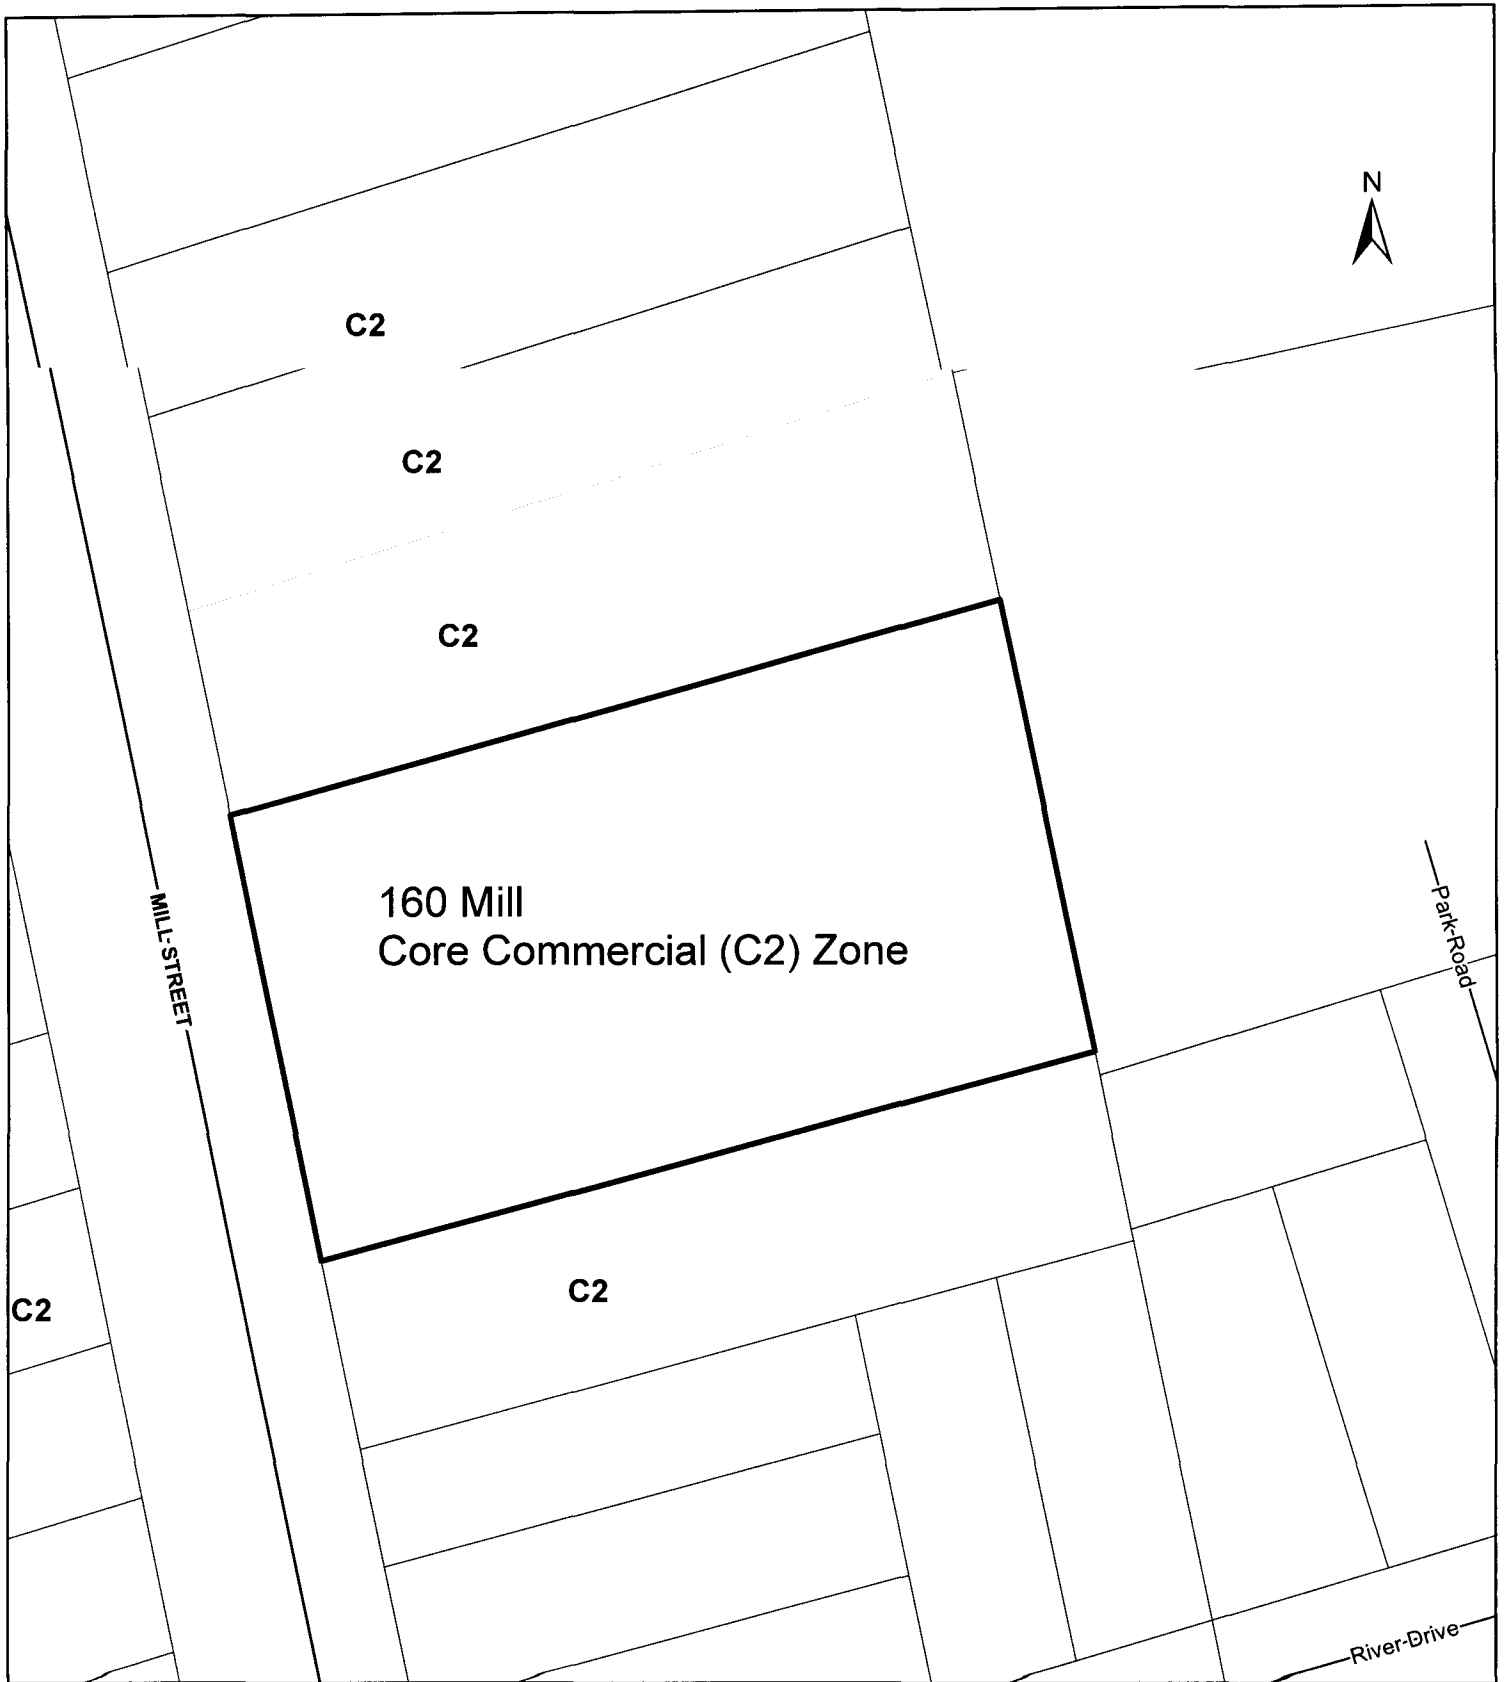 N
C2
C2
C2
160 Mill
Core Commercial (C2) Zone
MILL-STREET
Park-Road
C2
C2
River-Drive